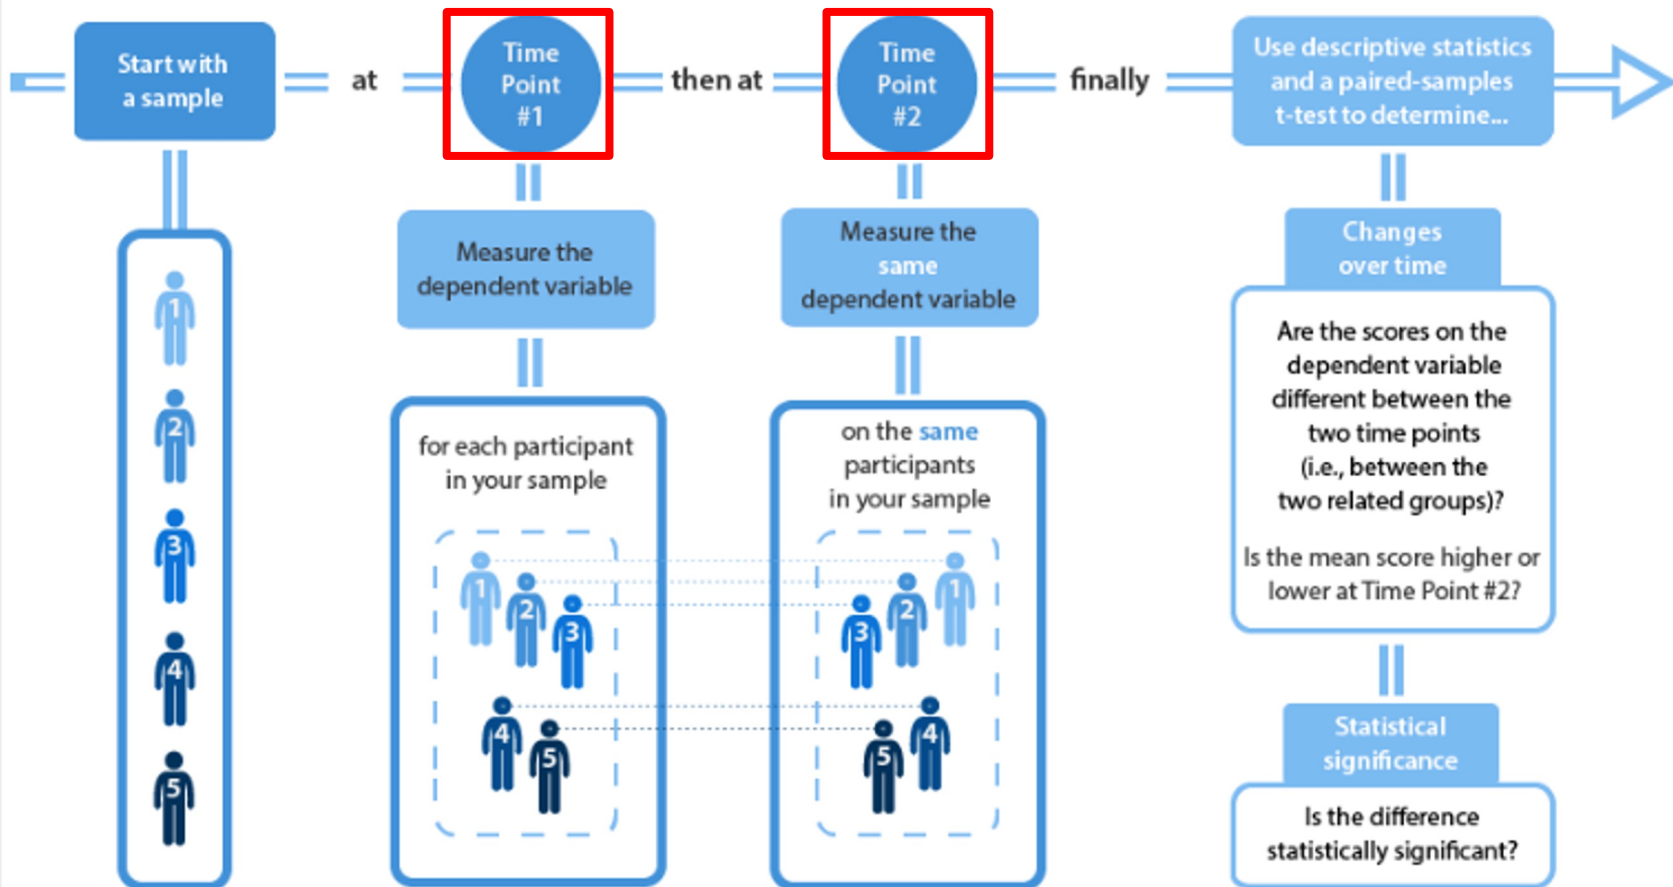 Start with
a sample
at
Time
Point
#1
then at
Time
Point
#2
finally
Use descriptive statistics
and a paired-samples
t-test to determine...
1
2
3
4
5
Measure the
dependent variable
for each participant
in your sample
1
2
3
4
5
Measure the
same
dependent variable
on the same
participants
in your sample
3
2
1
5
4
Changes
over time
Are the scores on the
dependent variable
different between the
two time points
(i.e., between the
two related groups)?
Is the mean score higher or
lower at Time Point #2?
Statistical
significance
Is the difference
statistically significant?